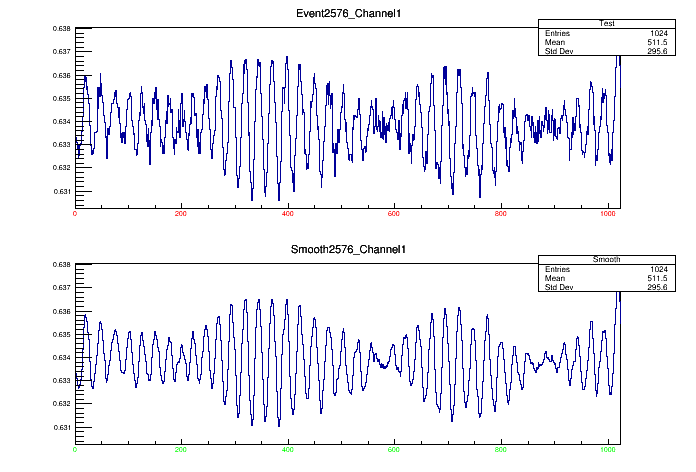 Event2576_Channel1
Test
Entries 1024
Mean 511.5
Std Dev 295.6
0.638
0.637
0.636
0.635
0.634
0.633
0.632
0.631
0 200 400 600 800 1000
Smooth2576_Channel1
Smooth
Entries 1024
Mean 511.5
Std Dev 295.6
0.638
0.637
0.636
0.635
0.634
0.633
0.632
0.631
0 200 400 600 800 1000